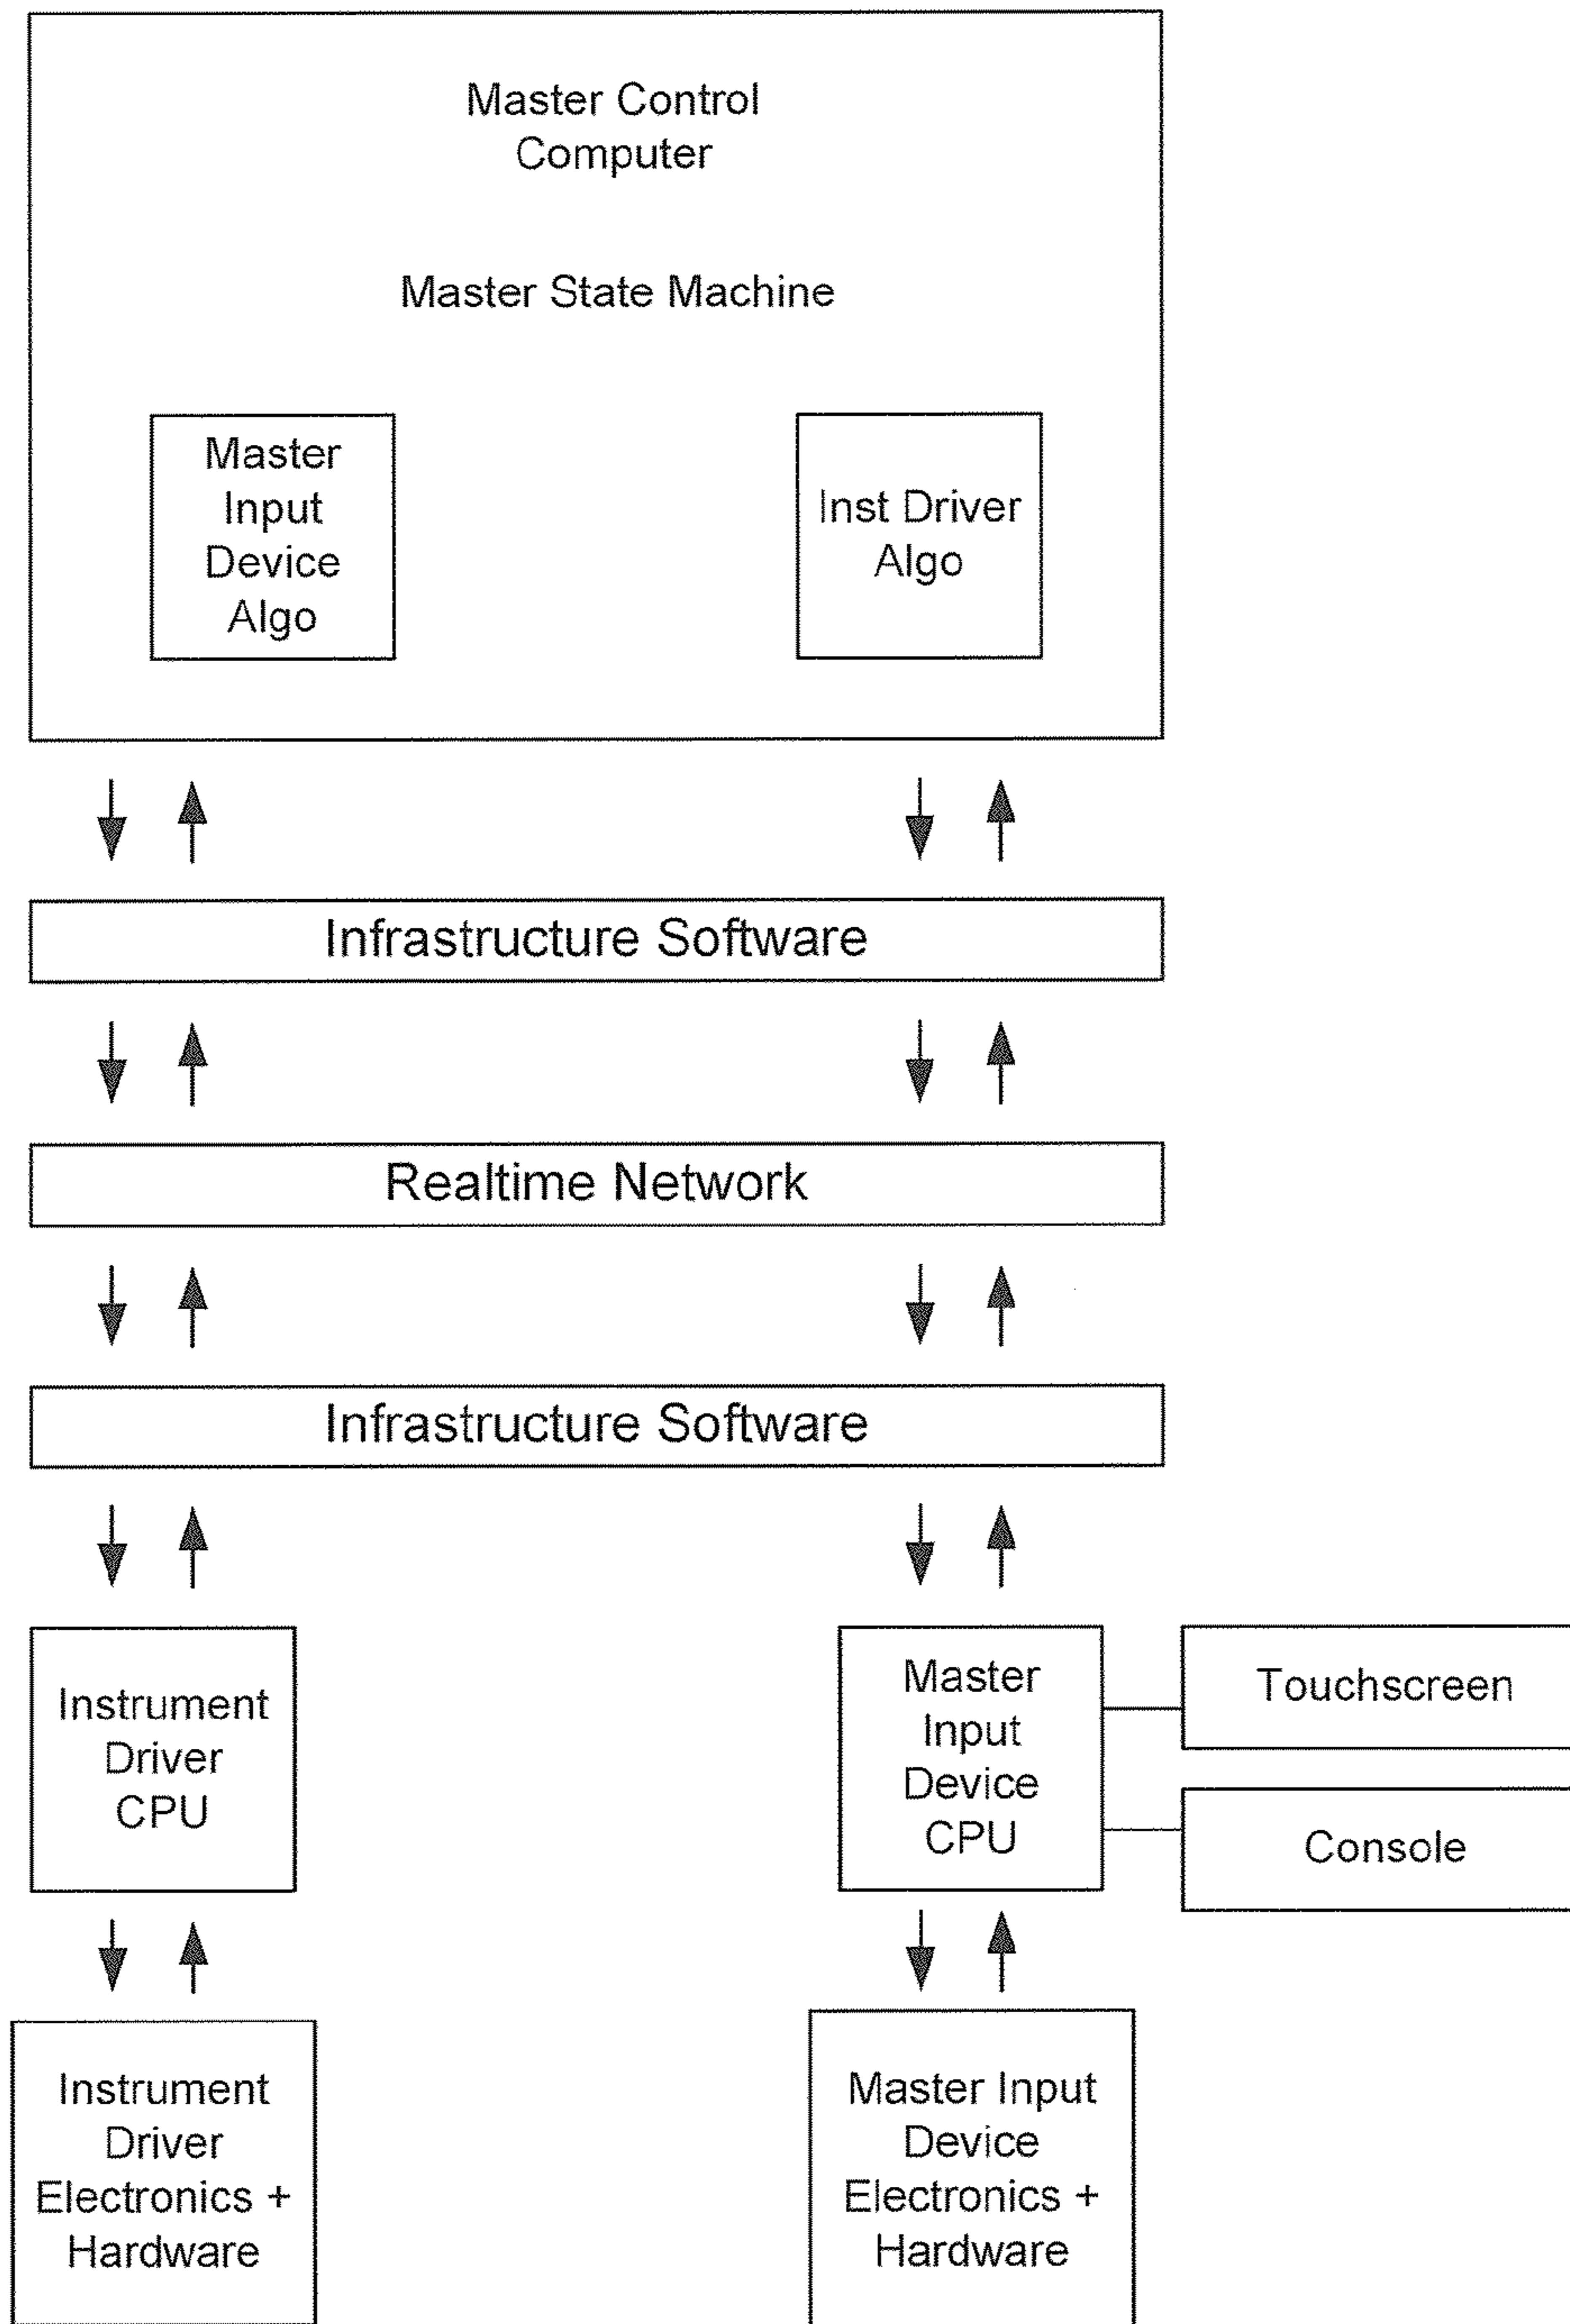 Master Control
Computer
Master State Machine
Master
Input
Device
Algo
Inst Driver
Algo
Infrastructure Software
Realtime Network
Infrastructure Software
Instrument
Driver
CPU
Master
Input
Device
CPU
Touchscreen
Console
Instrument
Driver
Electronics +
Hardware
Master Input
Device
Electronics +
Hardware